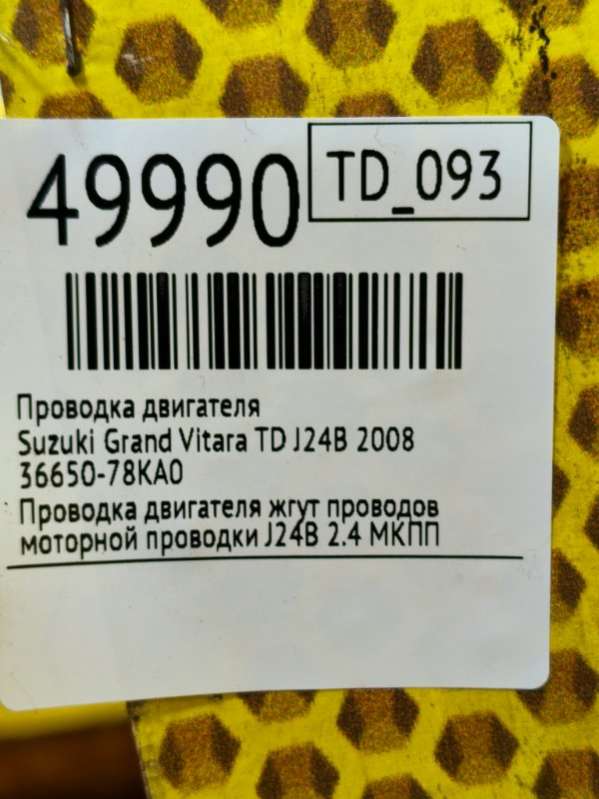 49990
TD_093
Проводка двигателя
Suzuki Grand Vitara TD J24B 2008
36650-78KA0
Проводка двигателя жгут проводов
моторной проводки J24B 2.4 МКПП